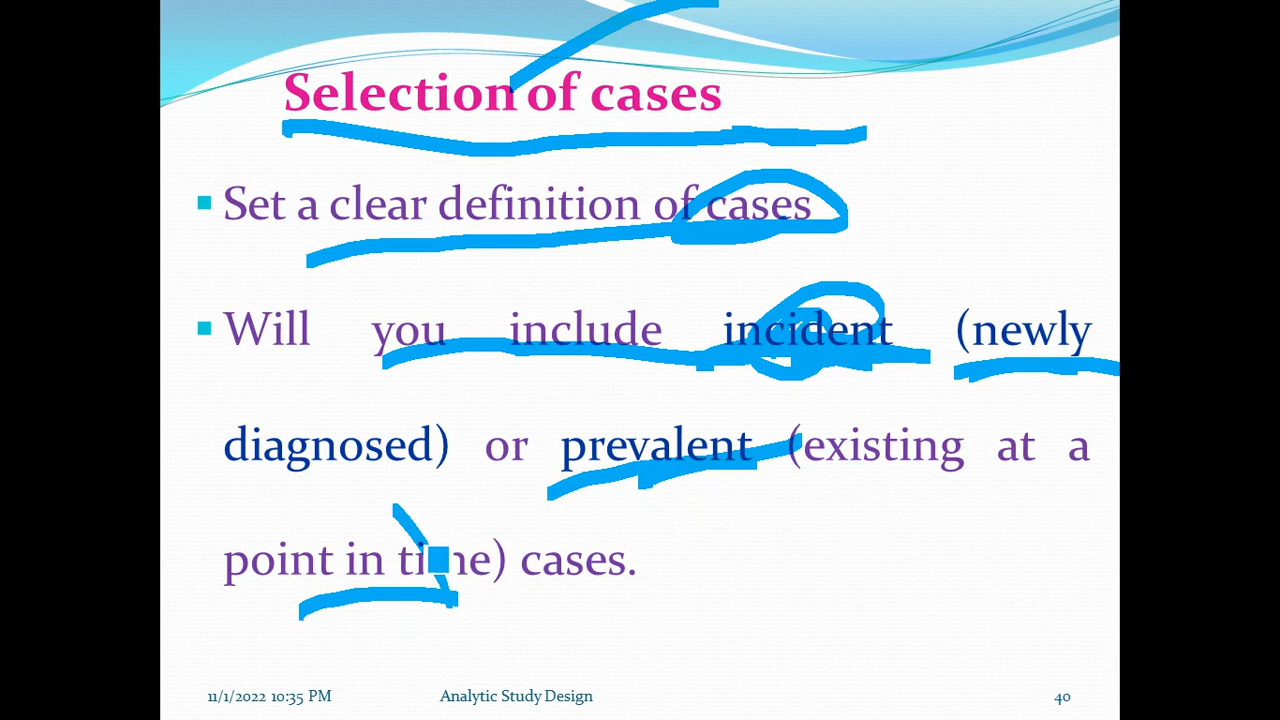 Selection of cases
Set a clear definition of cases
Will you include incident (newly
diagnosed) or prevalent (existing at a
point in time) cases.
11/1/2022 10:35 PM Analytic Study Design 40